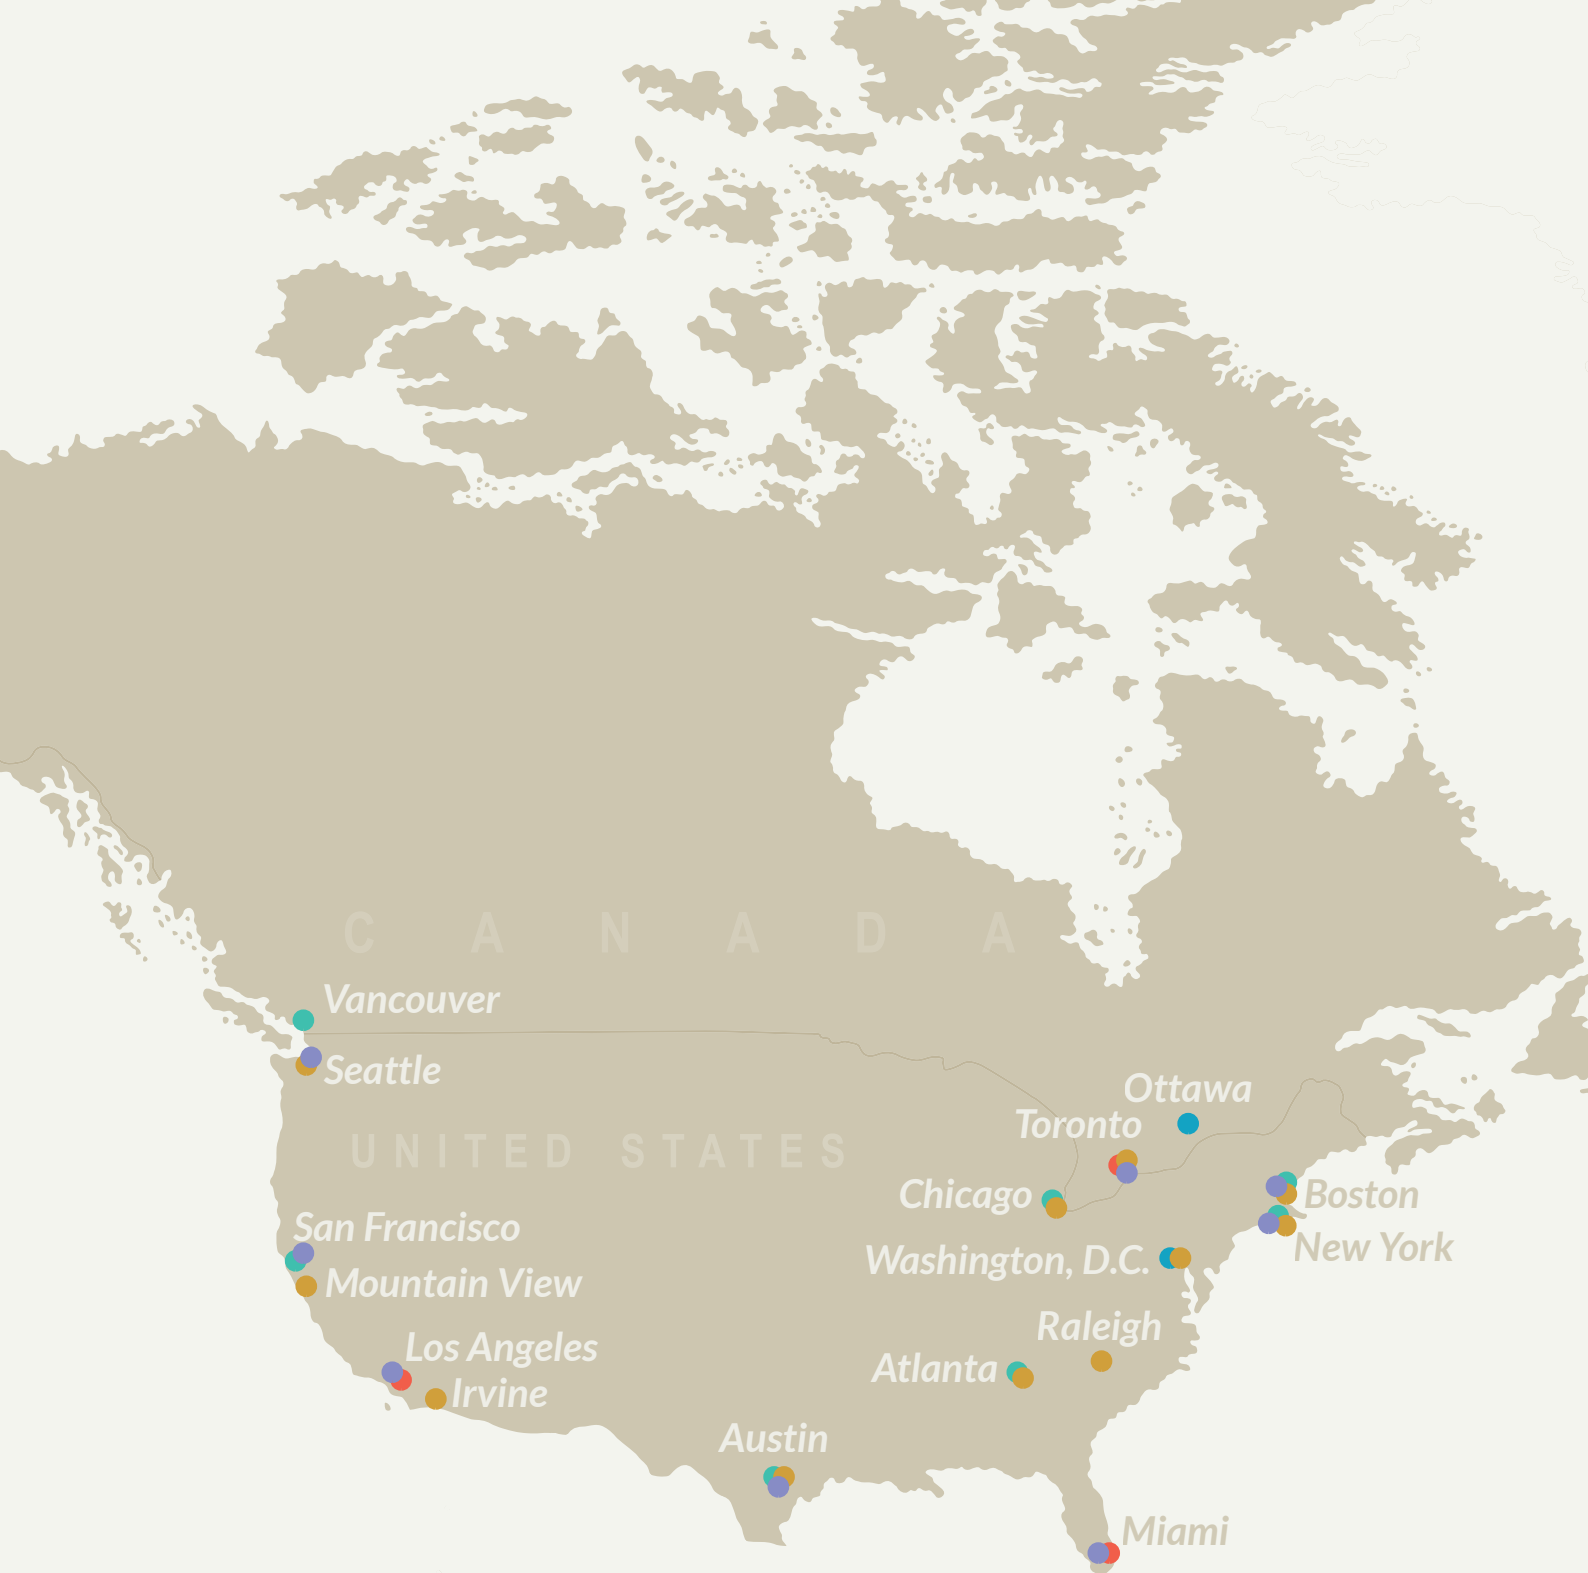 CANADA
Vancouver
Seattle
Ottawa
Toronto
UNITED STATES
Chicago
Boston
San Francisco
New York
Washington, D.C.
Mountain View
Raleigh
Los Angeles
Atlanta
Irvine
Austin
Miami